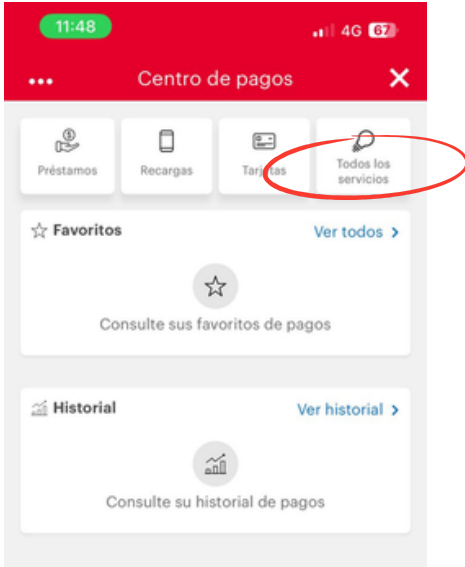 11:48 4G 67
Centro de pagos
Préstamos Recargas Tarjetas Todos los
servicios
Favoritos Ver todos >
Consulte sus favoritos de pagos
Historial Ver historial >
Consulte su historial de pagos